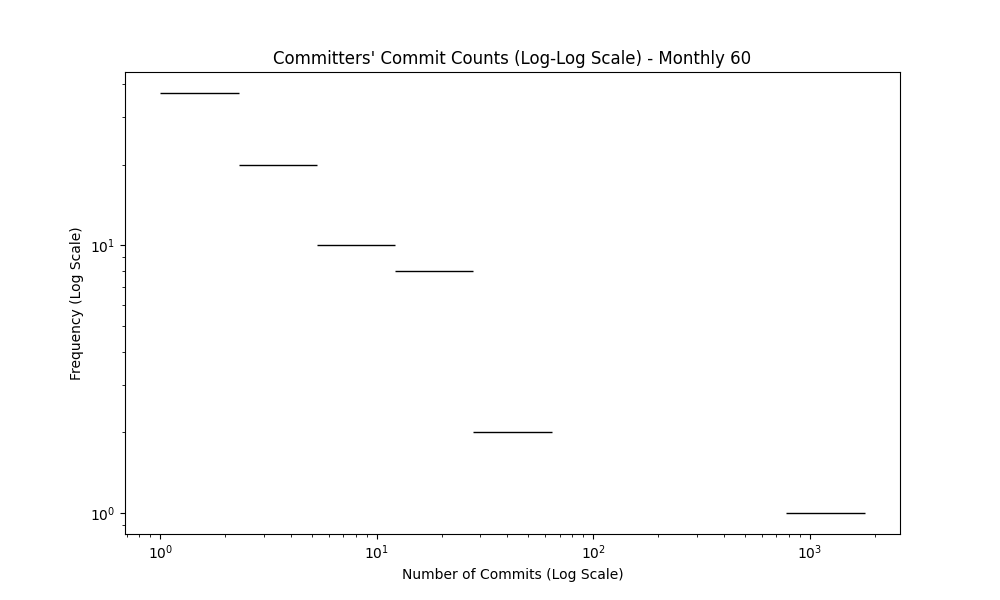 Committers' Commit Counts (Log-Log Scale) - Monthly 60
Frequency (Log Scale)
10¹
10⁰
10⁰ 10¹ 10² 10³
Number of Commits (Log Scale)